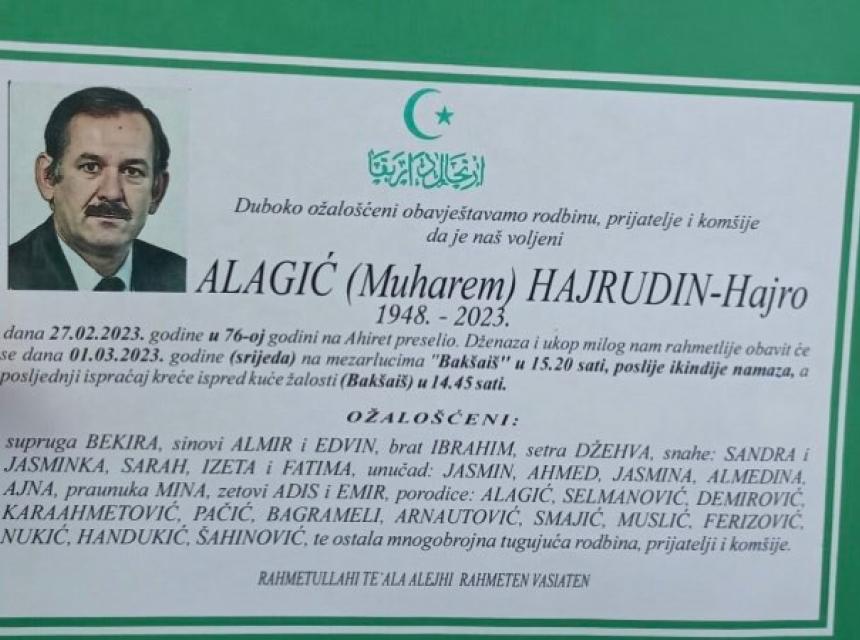 Duboko ožalošćeni obavještavamo rodbinu, prijatelje i komšije
da je naš voljeni
ALAGIĆ (Muharem) HAJRUDIN-Hajro
1948. - 2023.
dana 27.02.2023. godine u 76-oj godini na Ahiret preselio. Dženaza i ukop milog nam rahmetlije obavit će
se dana 01.03.2023. godine (srijeda) na mezarlucima "Bakšaiš" u 15.20 sati, poslije ikindije namaza, a
posljednji ispraćaj kreće ispred kuće žalosti (Bakšaiš) u 14.45 sati.
OŽALOŠĆENI:
supruga BEKIRA, sinovi ALMIR i EDVIN, brat IBRAHIM, setra DŽEHVA, snahe: SANDRA i
JASMINKA, SARAH, IZETA i FATIMA, unučad: JASMIN, AHMED, JASMINA, ALMEDINA,
AJNA, praunuka MINA, zetovi ADIS i EMIR, porodice: ALAGIĆ, SELMANOVIĆ, DEMIROVIĆ,
KARAAHMETOVIĆ, PAČIĆ, BAGRAMELI, ARNAUTOVIĆ, SMAJIĆ, MUSLIĆ, FERIZOVIĆ,
NUKIĆ, HANDUKIĆ, ŠAHINOVIĆ, te ostala mnogobrojna tugujuća rodbina, prijatelji i komšije.
RAHMETULLAHI TE'ALA ALEJHI RAHMETEN VASIATEN